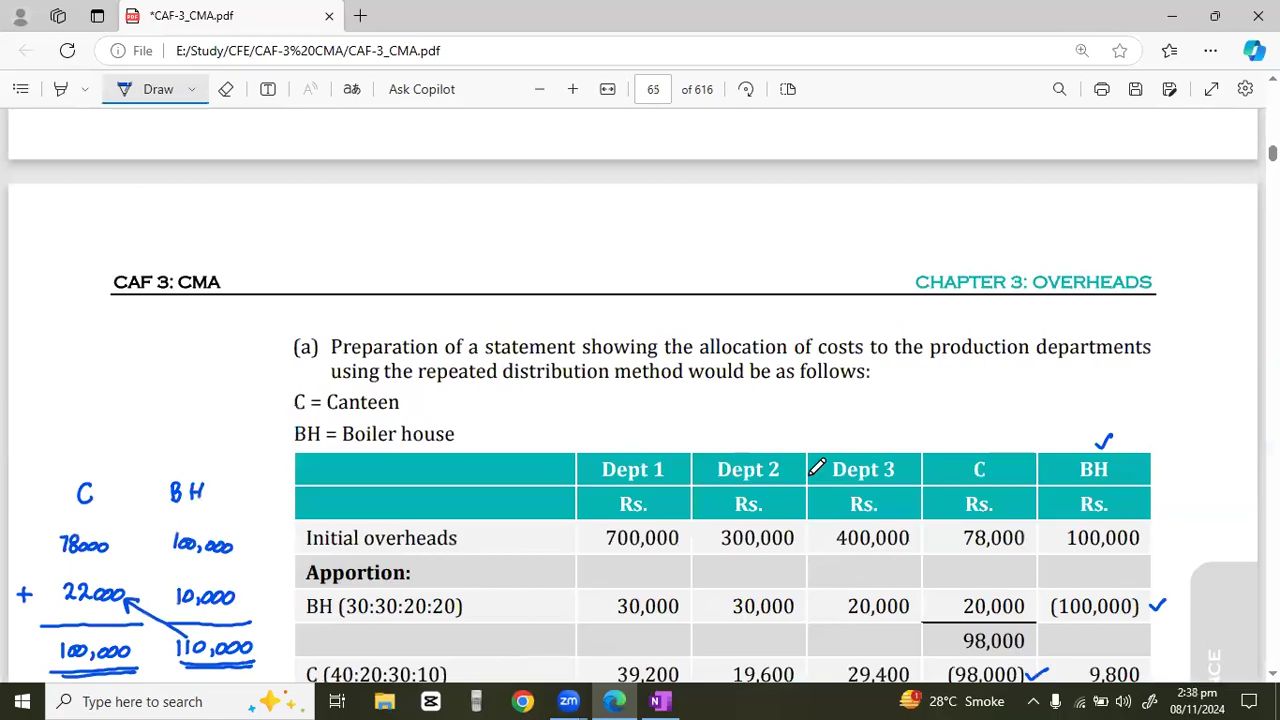 *CAF-3_CMA.pdf
File E:/Study/CFE/CAF-3%20CMA/CAF-3_CMA.pdf
Draw aあ Ask Copilot 65 of 616
CAF 3: CMA CHAPTER 3: OVERHEADS
(a) Preparation of a statement showing the allocation of costs to the production departments
using the repeated distribution method would be as follows:
C = Canteen
BH = Boiler house
Dept 1 Dept 2 Dept 3 C BH
Rs. Rs. Rs. Rs. Rs.
Initial overheads 700,000 300,000 400,000 78,000 100,000
Apportion:
BH (30:30:20:20) 30,000 30,000 20,000 20,000 (100,000)
98,000
C (40:20:30:10) 39,200 19,600 29,400 (98,000) 9,800
C BH
78000 100,000
+ 22000 10,000
100,000 110,000
Type here to search
28°C Smoke
2:38 pm
08/11/2024